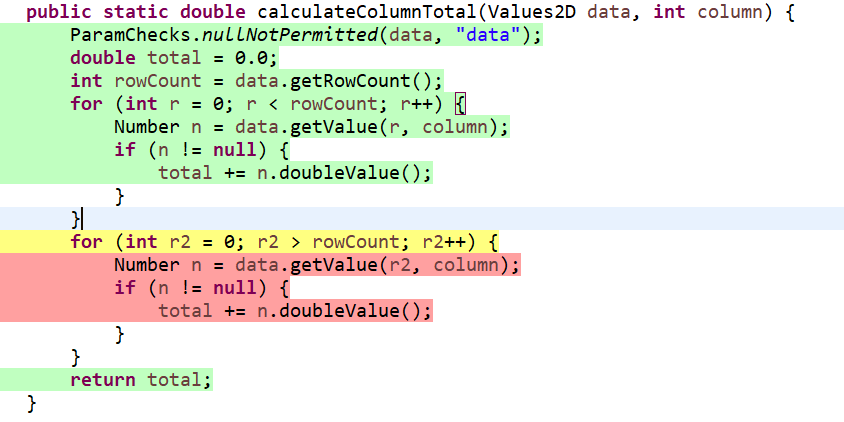 public static double calculateColumnTotal(Values2D data, int column) {
    ParamChecks.nullNotPermitted(data, "data");
    double total = 0.0;
    int rowCount = data.getRowCount();
    for (int r = 0; r < rowCount; r++) {
        Number n = data.getValue(r, column);
        if (n != null) {
            total += n.doubleValue();
        }
    }
    for (int r2 = 0; r2 > rowCount; r2++) {
        Number n = data.getValue(r2, column);
        if (n != null) {
            total += n.doubleValue();
        }
    }
    return total;
}